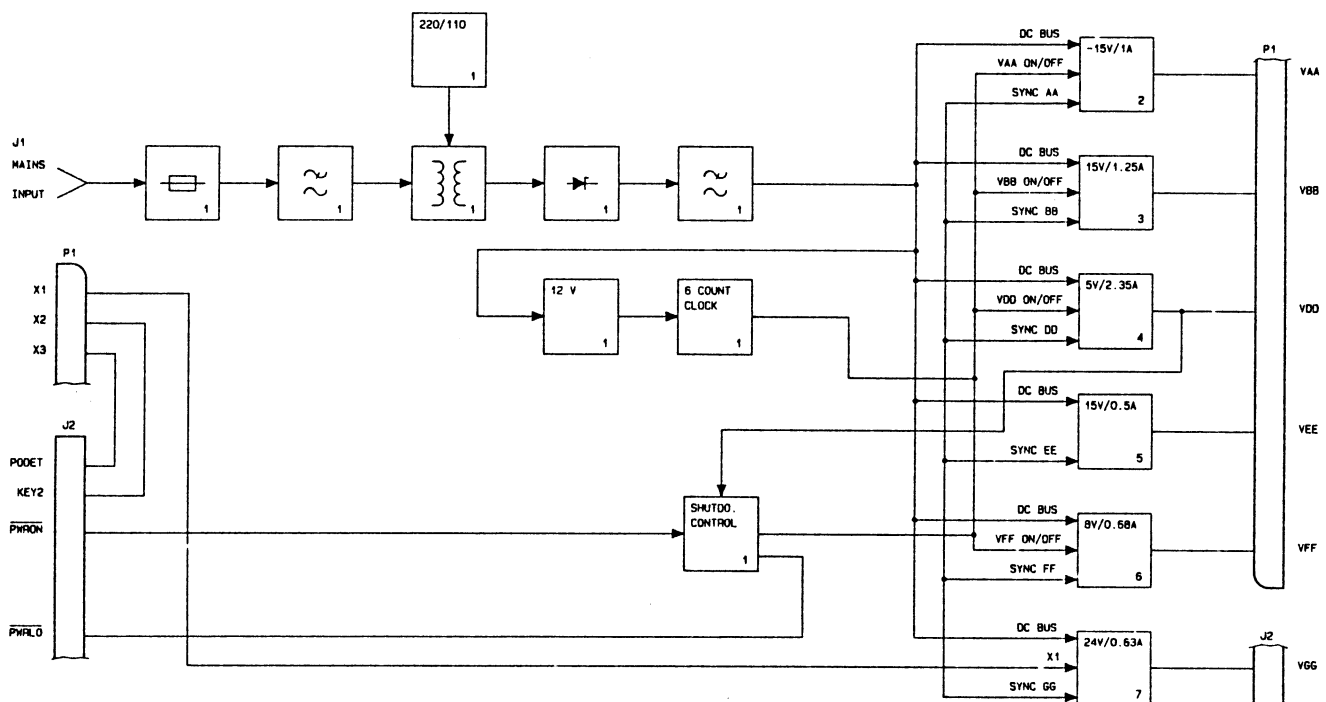 220/110
1
J1
MAINS
INPUT
1
1
1
1
1
P1
X1
X2
X3
12 V
1
6 COUNT
CLOCK
1
J2
PODET
KEY2
PWRON
PWRLO
SHUTDO.
CONTROL
1
DC BUS
VAA ON/OFF
SYNC AA
-15V/1A
2
DC BUS
VBB ON/OFF
SYNC BB
15V/1.25A
3
DC BUS
VDD ON/OFF
SYNC DD
5V/2.35A
4
DC BUS
SYNC EE
15V/0.5A
5
DC BUS
VFF ON/OFF
SYNC FF
8V/0.68A
6
DC BUS
X1
SYNC GG
24V/0.63A
7
P1
VAA
VBB
VDD
VEE
VFF
J2
VGG